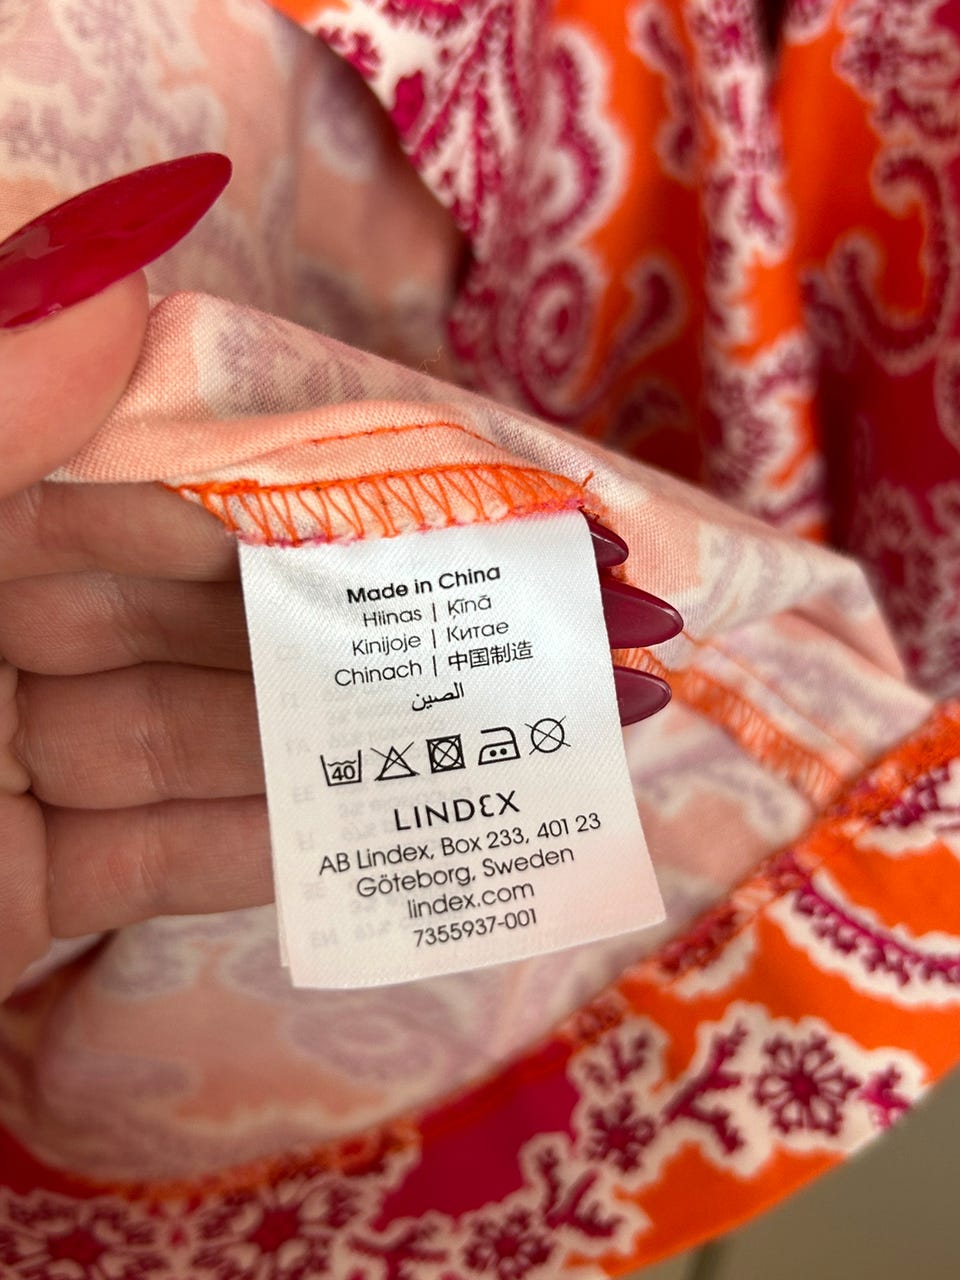 Made in China
Hiinas | Ķīnā
Kinijoje | Китае
Chinach | 中国制造
الصين
40
LINDEX
AB Lindex, Box 233, 401 23
Göteborg, Sweden
lindex.com
7355937-001